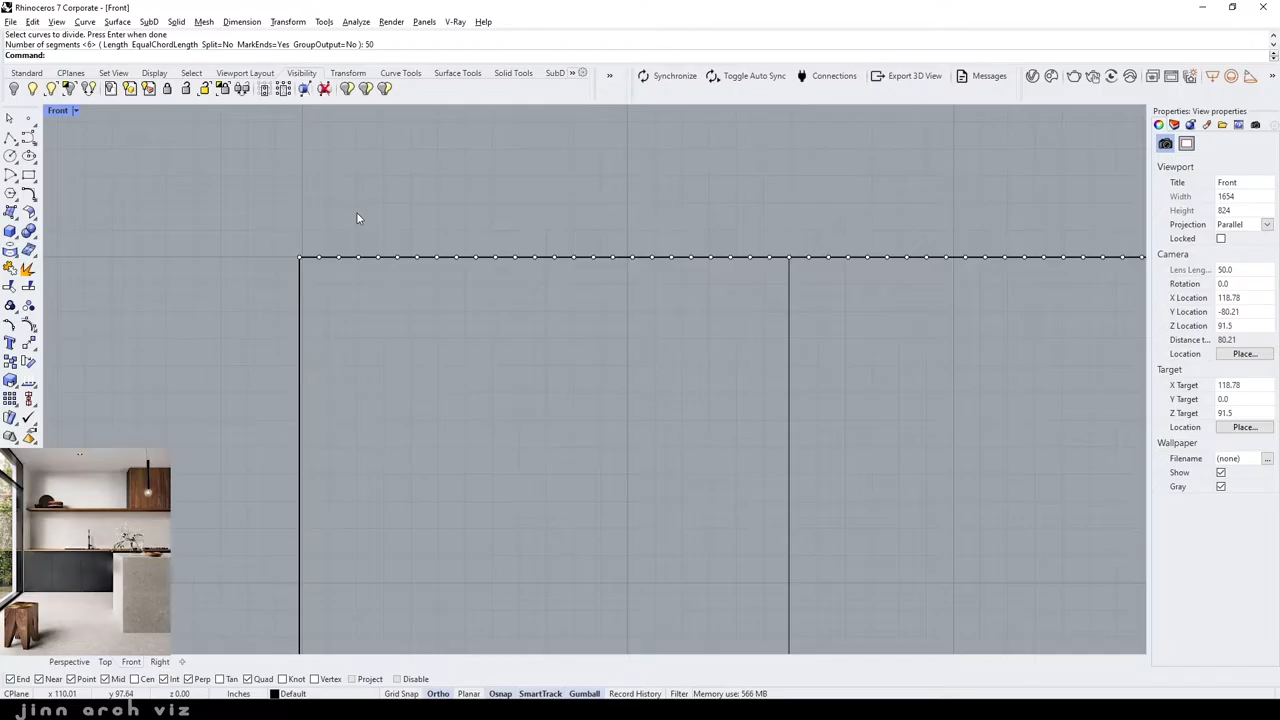 Rhinoceros 7 Corporate - [Front]
File Edit View Curve Surface SubD Solid Mesh Dimension Transform Tools Analyze Render Panels V-Ray Help
Select curves to divide. Press Enter when done
Number of segments <6> ( Length EqualChordLength Split=No MarkEnds=Yes GroupOutput=No ): 50
Command:
Standard CPlanes Set View Display Select Viewport Layout Visibility Transform Curve Tools Surface Tools Solid Tools SubD » » Synchronize Toggle Auto Sync Connections Export 3D View Messages
Front
Properties: View properties
Viewport
Title Front
Width 1654
Height 824
Projection Parallel
Locked
Camera
Lens Leng... 50.0
Rotation 0.0
X Location 118.78
Y Location -80.21
Z Location 91.5
Distance t... 80.21
Location Place...
Target
X Target 118.78
Y Target 0.0
Z Target 91.5
Location Place...
Wallpaper
Filename (none) ...
Show
Gray
Perspective Top Front Right
End Near Point Mid Cen Int Perp Tan Quad Knot Vertex Project Disable
CPlane x 110.01 y 97.64 z 0.00 Inches Default Grid Snap Ortho Planar Osnap SmartTrack Gumball Record History Filter Memory use: 566 MB
jinn arch viz